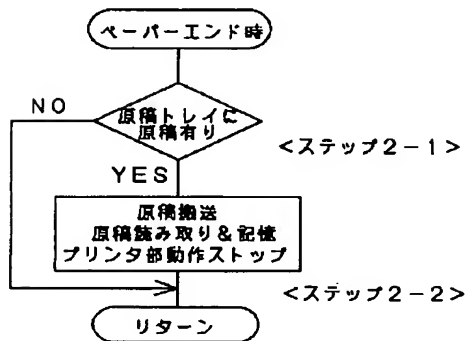 ペーパーエンド時
NO
原稿トレイに
原稿有り
<ステップ2-1>
YES
原稿搬送
原稿読み取り&記憶
プリンタ部動作ストップ
<ステップ2-2>
リターン